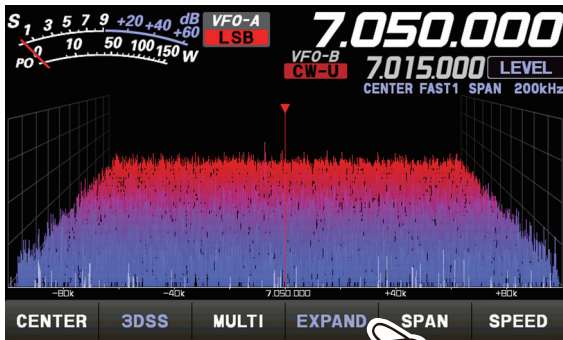 S 1 3 5 7 9 +20 +40 +60 dB
PO 0 10 50 100 150 W
VFO-A
LSB
7.050.000
VFO-B
CW-U
7.015.000
LEVEL
CENTER FAST1 SPAN 200kHz
-80k -40k 7.050.000 +40k +80k
CENTER 3DSS MULTI EXPAND SPAN SPEED